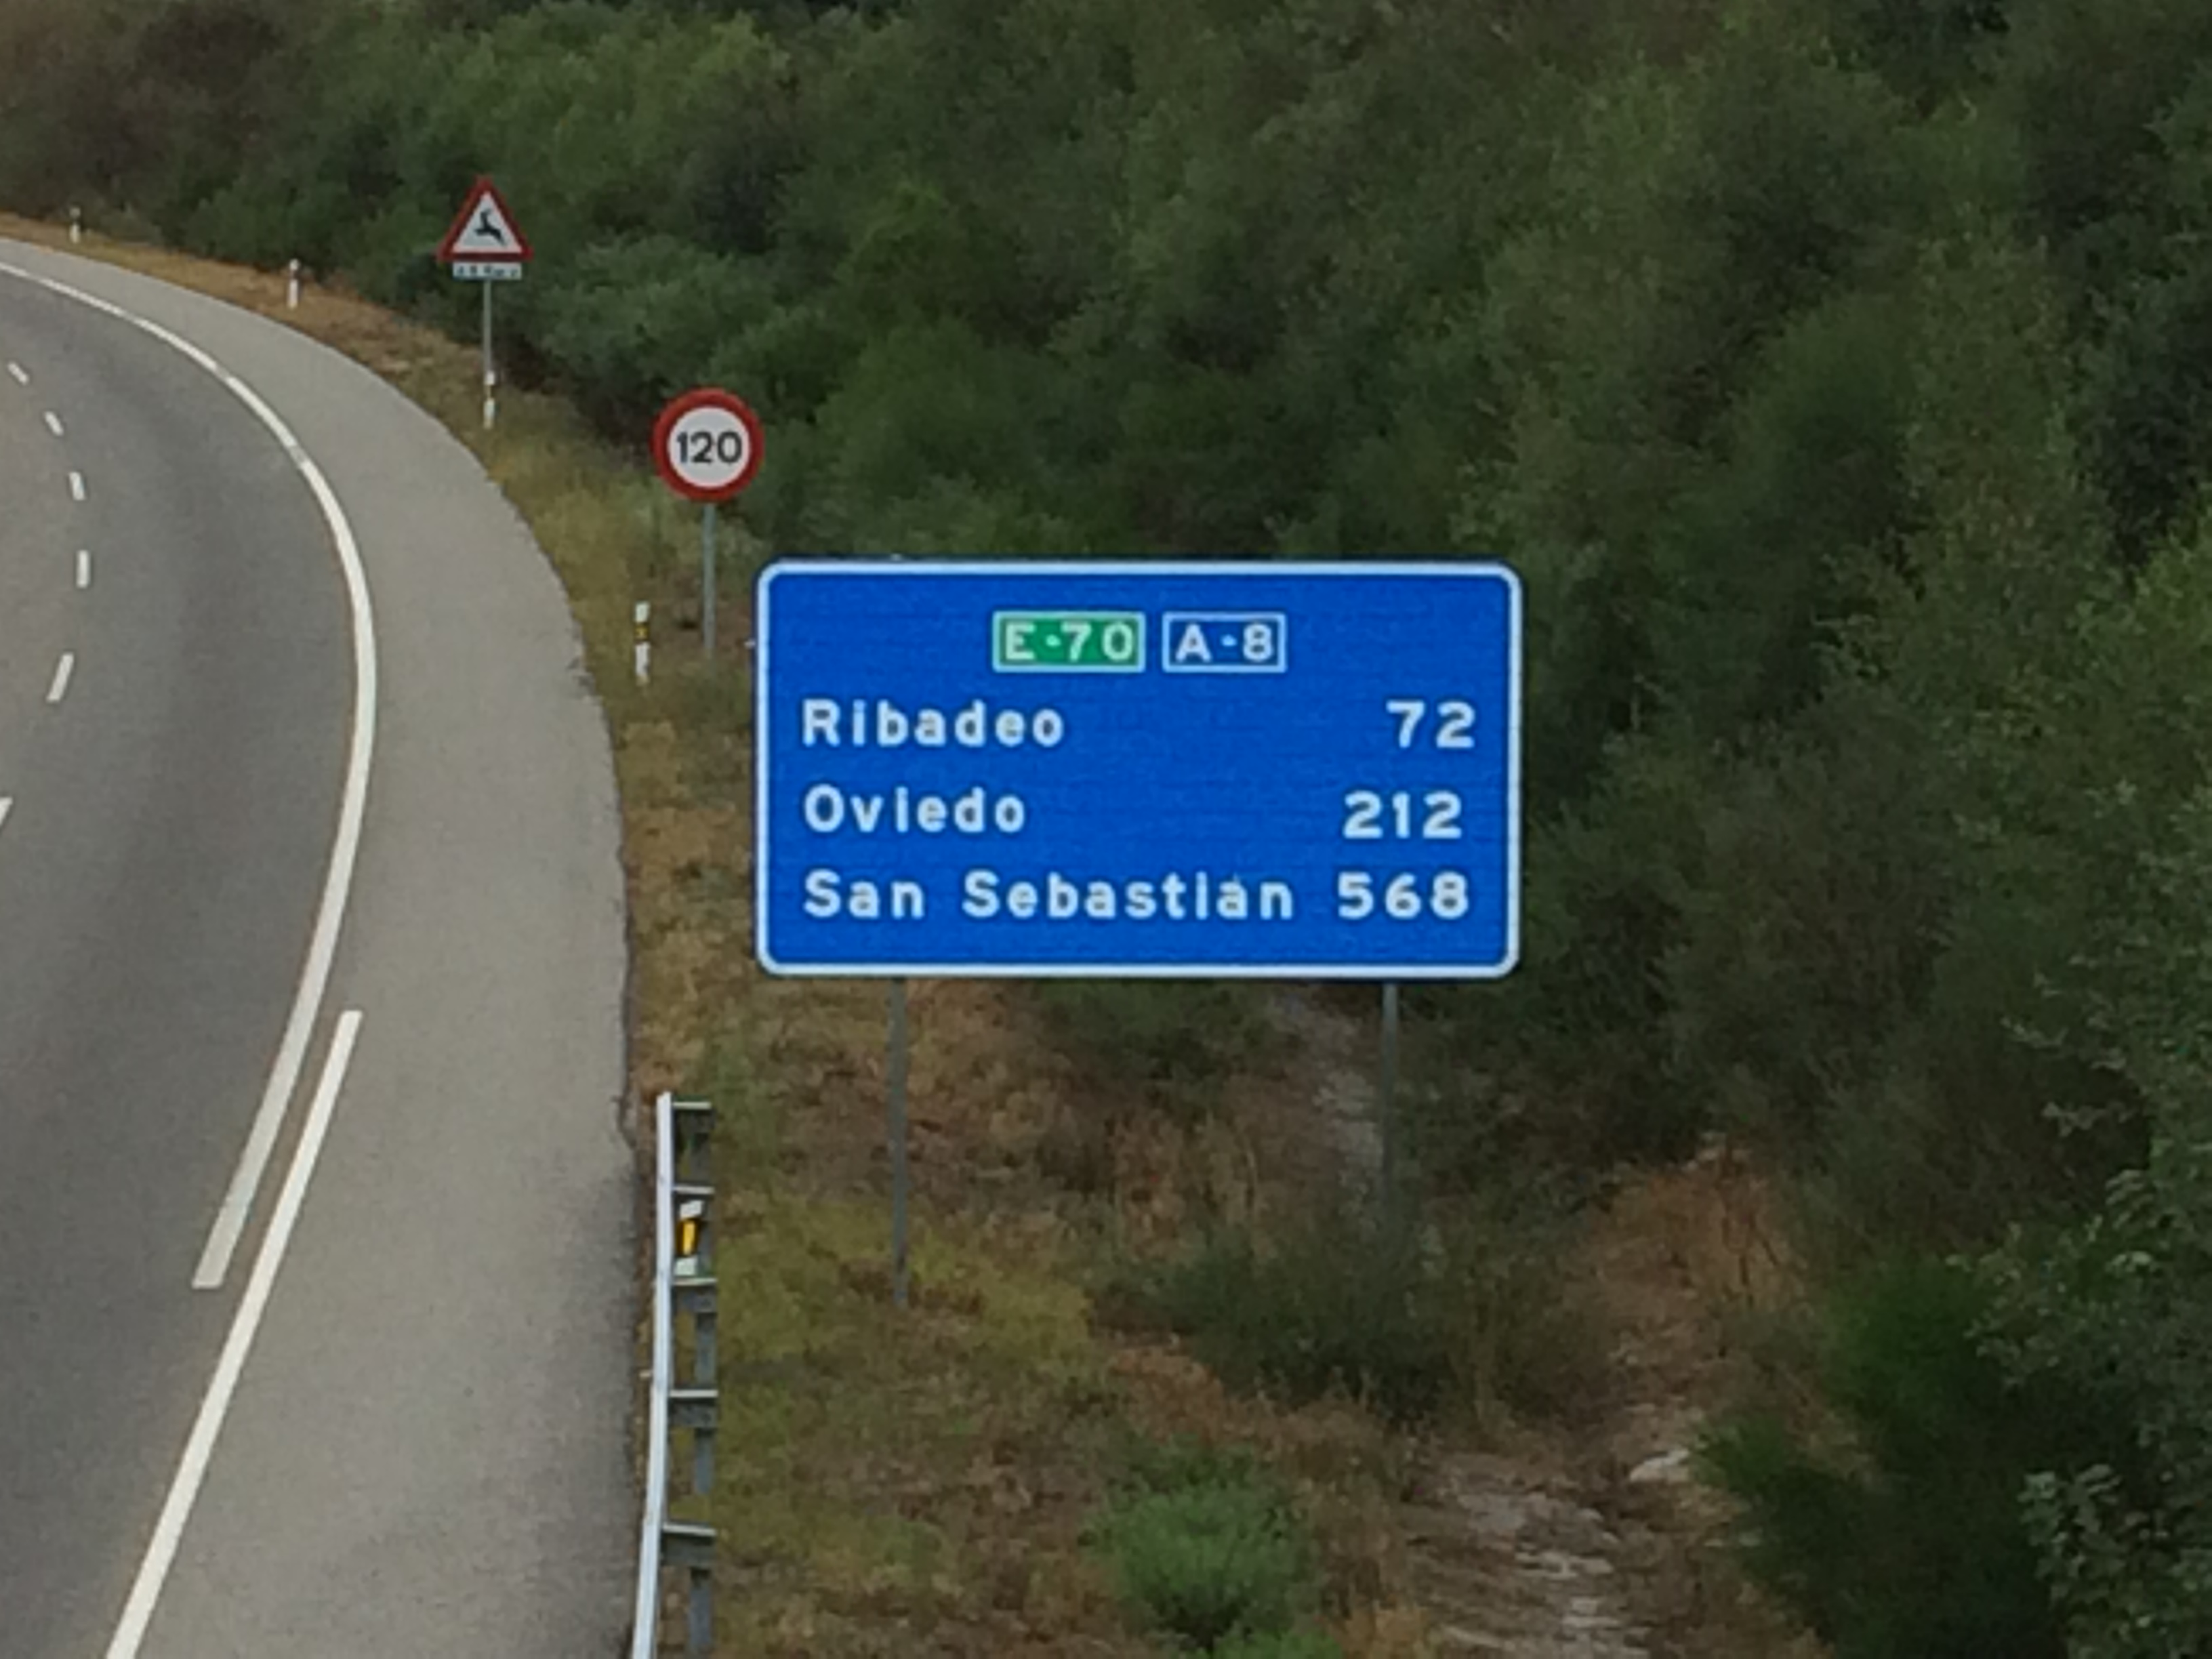 120
E-70 A-8
Ribadeo 72
Oviedo 212
San Sebastián 568